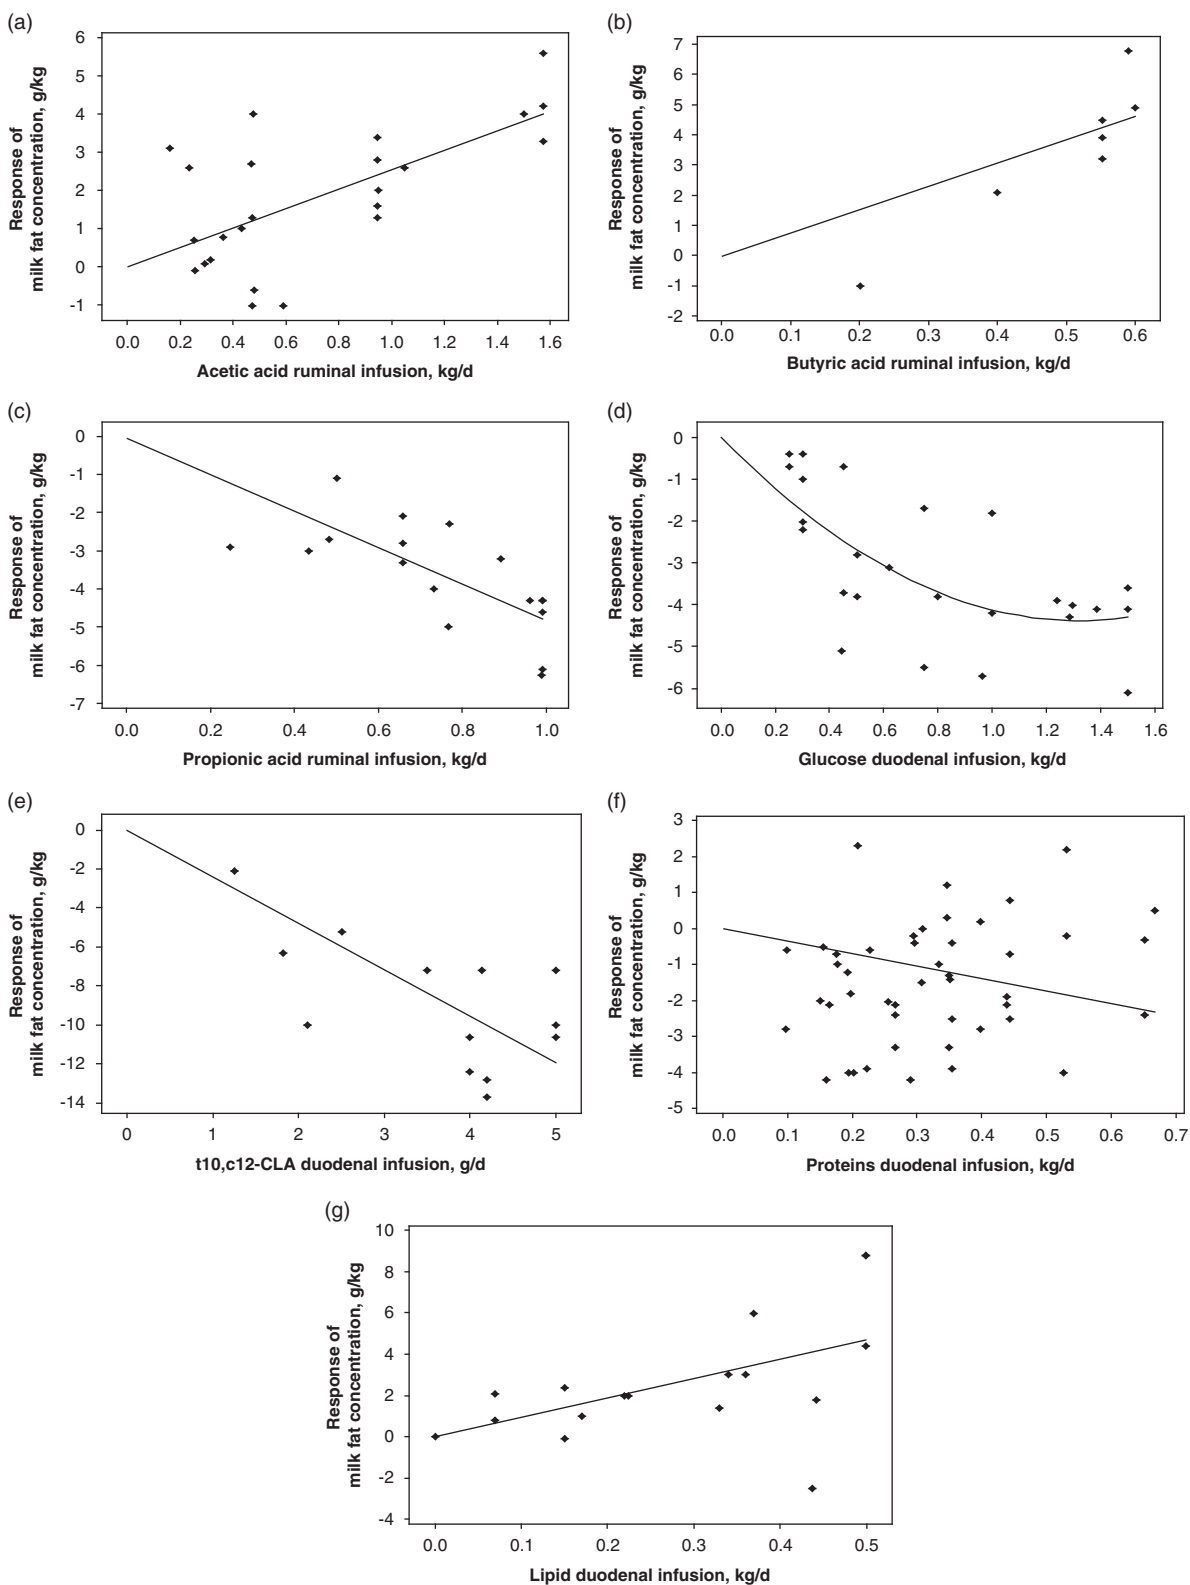 (a)
6
5
4
3
2
1
0
-1
Response of
milk fat concentration, g/kg
0.0 0.2 0.4 0.6 0.8 1.0 1.2 1.4 1.6
Acetic acid ruminal infusion, kg/d
(b)
7
6
5
4
3
2
1
0
-1
-2
Response of
milk fat concentration, g/kg
0.0 0.1 0.2 0.3 0.4 0.5 0.6
Butyric acid ruminal infusion, kg/d
(c)
0
-1
-2
-3
-4
-5
-6
-7
Response of
milk fat concentration, g/kg
0.0 0.2 0.4 0.6 0.8 1.0
Propionic acid ruminal infusion, kg/d
(d)
0
-1
-2
-3
-4
-5
-6
Response of
milk fat concentration, g/kg
0.0 0.2 0.4 0.6 0.8 1.0 1.2 1.4 1.6
Glucose duodenal infusion, kg/d
(e)
0
-2
-4
-6
-8
-10
-12
-14
Response of
milk fat concentration, g/kg
0 1 2 3 4 5
t10,c12-CLA duodenal infusion, g/d
(f)
3
2
1
0
-1
-2
-3
-4
-5
Response of
milk fat concentration, g/kg
0.0 0.1 0.2 0.3 0.4 0.5 0.6 0.7
Proteins duodenal infusion, kg/d
(g)
10
8
6
4
2
0
-2
-4
Response of
milk fat concentration, g/kg
0.0 0.1 0.2 0.3 0.4 0.5
Lipid duodenal infusion, kg/d